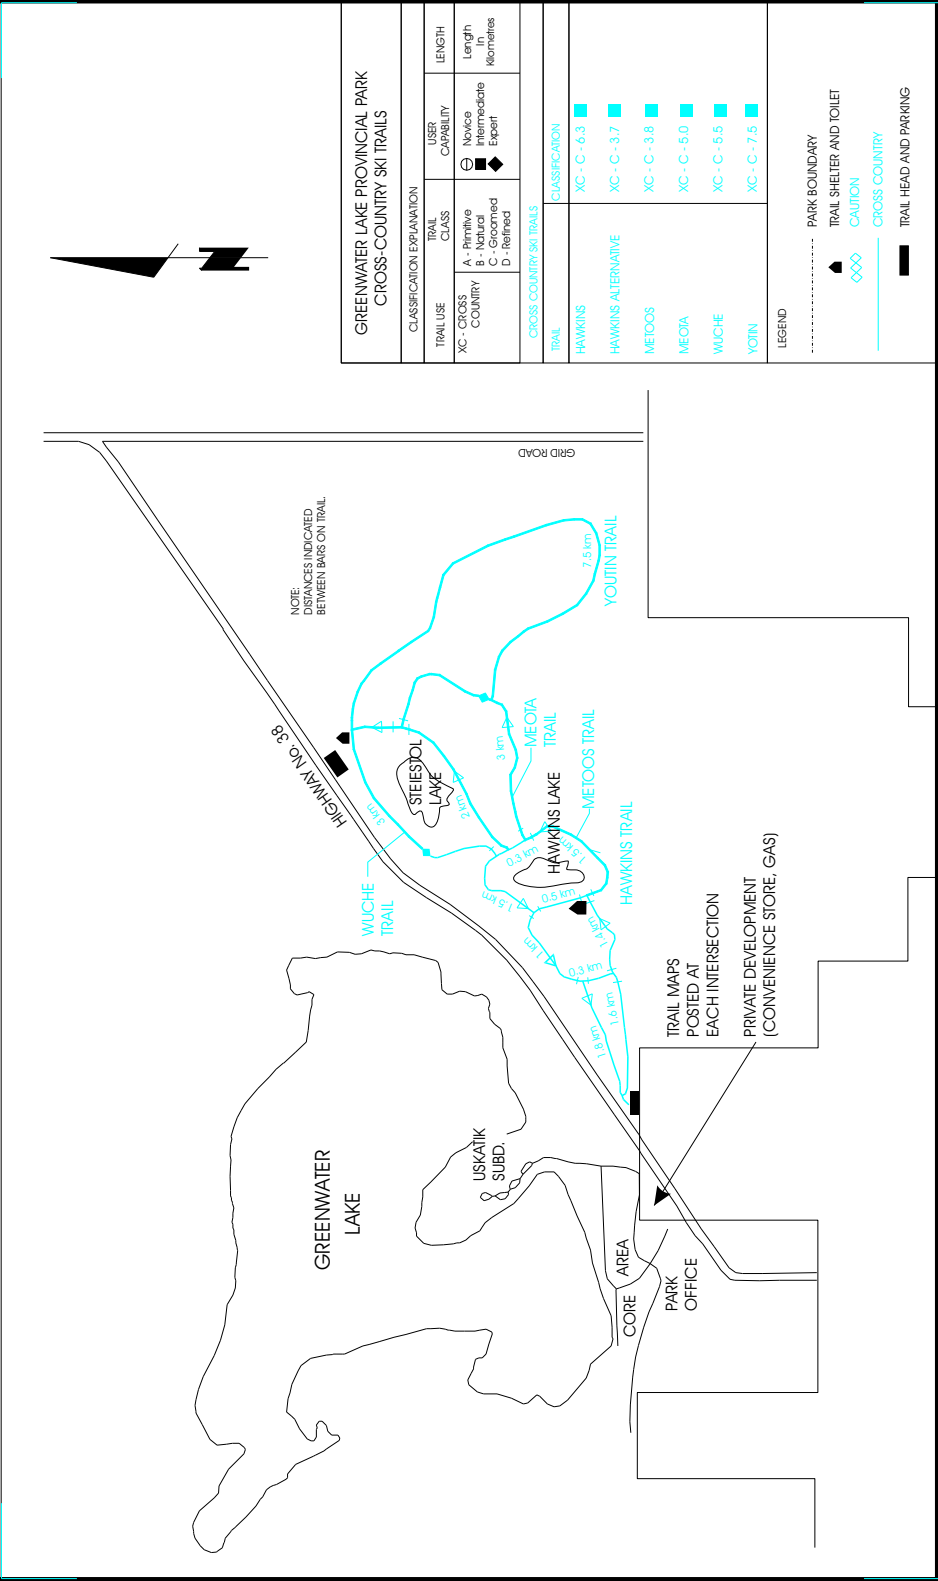 GREENWATER LAKE PROVINCIAL PARK
CROSS-COUNTRY SKI TRAILS
CLASSIFICATION EXPLANATION
TRAIL USE
TRAIL
CLASS
USER
CAPABILITY
LENGTH
XC - CROSS
COUNTRY
A - Primitive
B - Natural
C - Groomed
D - Refined
Novice
Intermediate
Expert
Length
In
Kilometres
CROSS COUNTRY SKI TRAILS
TRAIL CLASSIFICATION
HAWKINS XC - C - 6.3
HAWKINS ALTERNATIVE XC - C - 3.7
METOOS XC - C - 3.8
MEOTA XC - C - 5.0
WUCHE XC - C - 5.5
YOTIN XC - C - 7.5
LEGEND
PARK BOUNDARY
TRAIL SHELTER AND TOILET
CAUTION
CROSS COUNTRY
TRAIL HEAD AND PARKING
N
GRID ROAD
NOTE:
DISTANCES INDICATED
BETWEEN BARS ON TRAIL.
HIGHWAY No. 38
YOUTIN TRAIL
7.5 km
STEIESTOL
LAKE
3 km
2 km
3 km
MEOTA
TRAIL
METOOS TRAIL
HAWKINS LAKE
HAWKINS TRAIL
WUCHE
TRAIL
0.3 km
1.5 km
1.5 km
0.5 km
1 km
1.4 km
0.3 km
1.8 km
1.6 km
TRAIL MAPS
POSTED AT
EACH INTERSECTION
PRIVATE DEVELOPMENT
(CONVENIENCE STORE, GAS)
GREENWATER
LAKE
USKATIK
SUBD.
CORE AREA
PARK
OFFICE